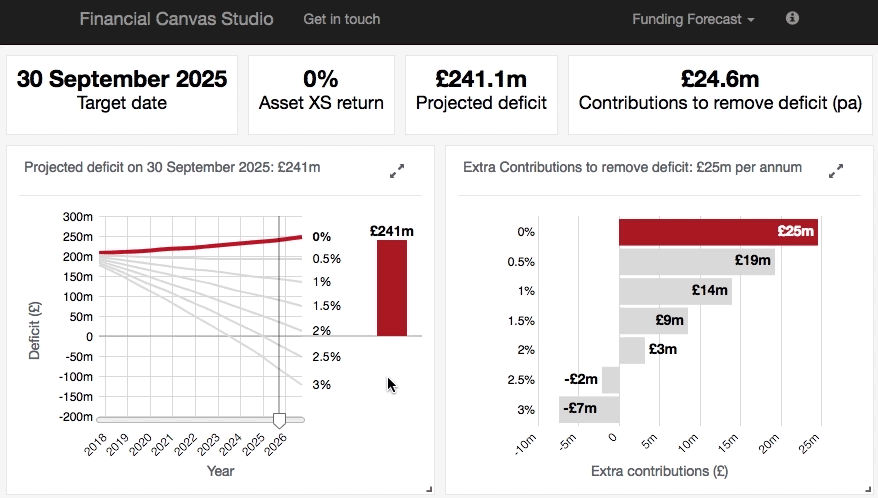 Financial Canvas Studio
Get in touch
Funding Forecast
30 September 2025
Target date
0%
Asset XS return
£241.1m
Projected deficit
£24.6m
Contributions to remove deficit (pa)
Projected deficit on 30 September 2025: £241m
300m
250m
200m
150m
100m
50m
0
-50m
-100m
-150m
-200m
Deficit (£)
0%
0.5%
1%
1.5%
2%
2.5%
3%
£241m
2018
2019
2020
2021
2022
2023
2024
2025
2026
Year
Extra Contributions to remove deficit: £25m per annum
0%
£25m
0.5%
£19m
1%
£14m
1.5%
£9m
2%
£3m
2.5%
-£2m
3%
-£7m
-10m
-5m
0
5m
10m
15m
20m
25m
Extra contributions (£)